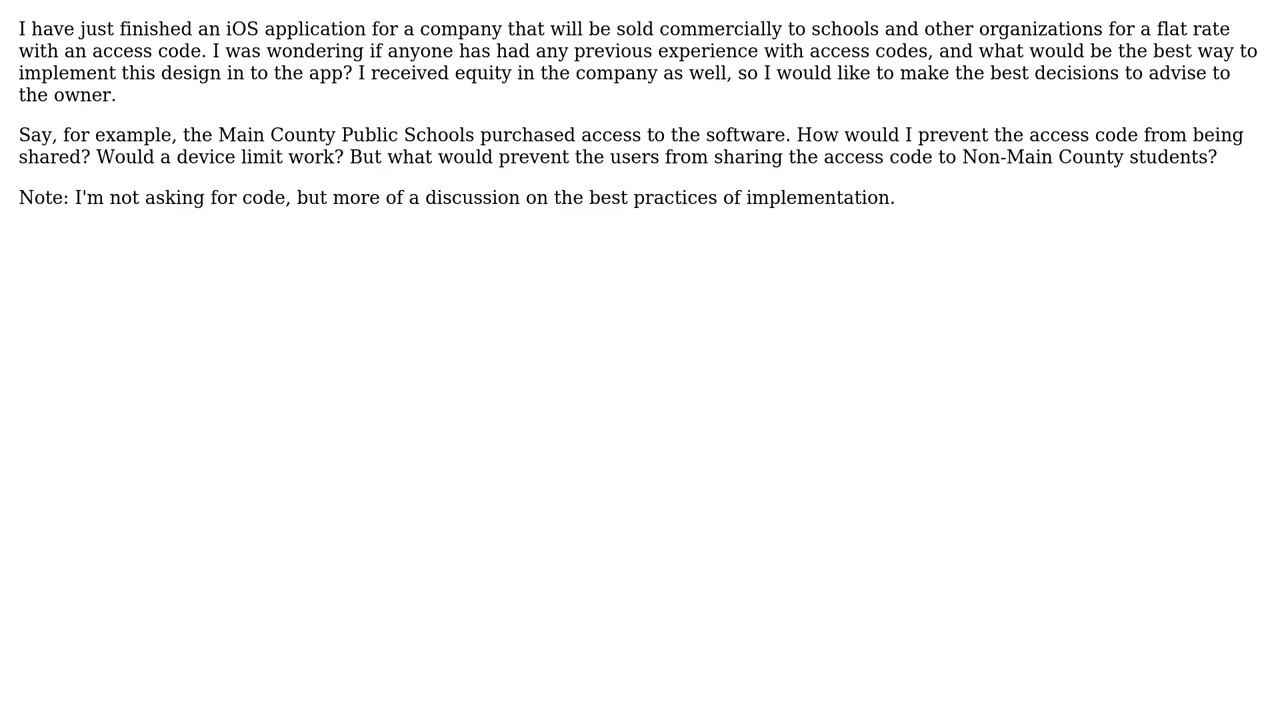 I have just finished an iOS application for a company that will be sold commercially to schools and other organizations for a flat rate
with an access code. I was wondering if anyone has had any previous experience with access codes, and what would be the best way to
implement this design in to the app? I received equity in the company as well, so I would like to make the best decisions to advise to
the owner.
Say, for example, the Main County Public Schools purchased access to the software. How would I prevent the access code from being
shared? Would a device limit work? But what would prevent the users from sharing the access code to Non-Main County students?
Note: I'm not asking for code, but more of a discussion on the best practices of implementation.